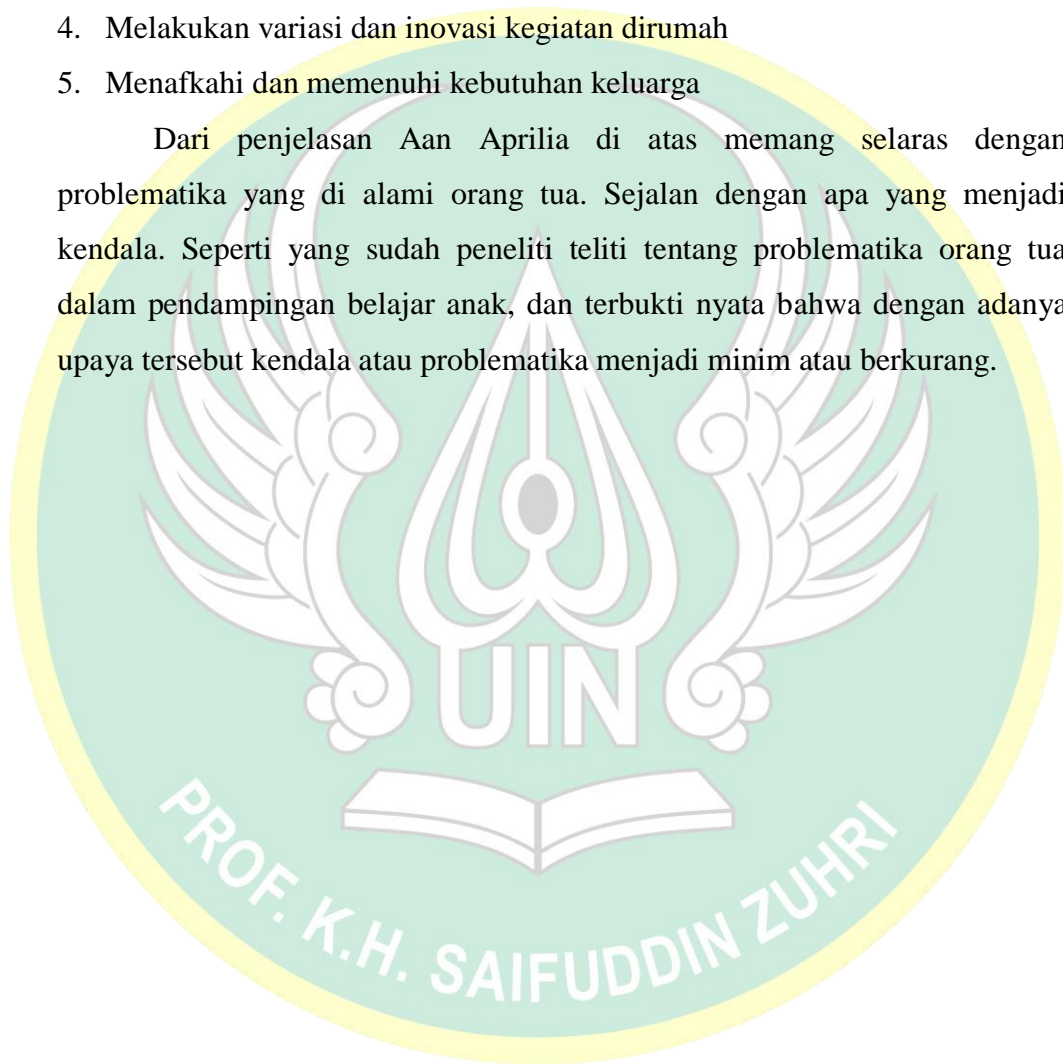 4. Melakukan variasi dan inovasi kegiatan dirumah
5. Menafkahi dan memenuhi kebutuhan keluarga
Dari penjelasan Aan Aprilia di atas memang selaras dengan
problematika yang di alami orang tua. Sejalan dengan apa yang menjadi
kendala. Seperti yang sudah peneliti teliti tentang problematika orang tua
dalam pendampingan belajar anak, dan terbukti nyata bahwa dengan adanya
upaya tersebut kendala atau problematika menjadi minim atau berkurang.
UIN
PROF. K.H. SAIFUDDIN ZUHRI